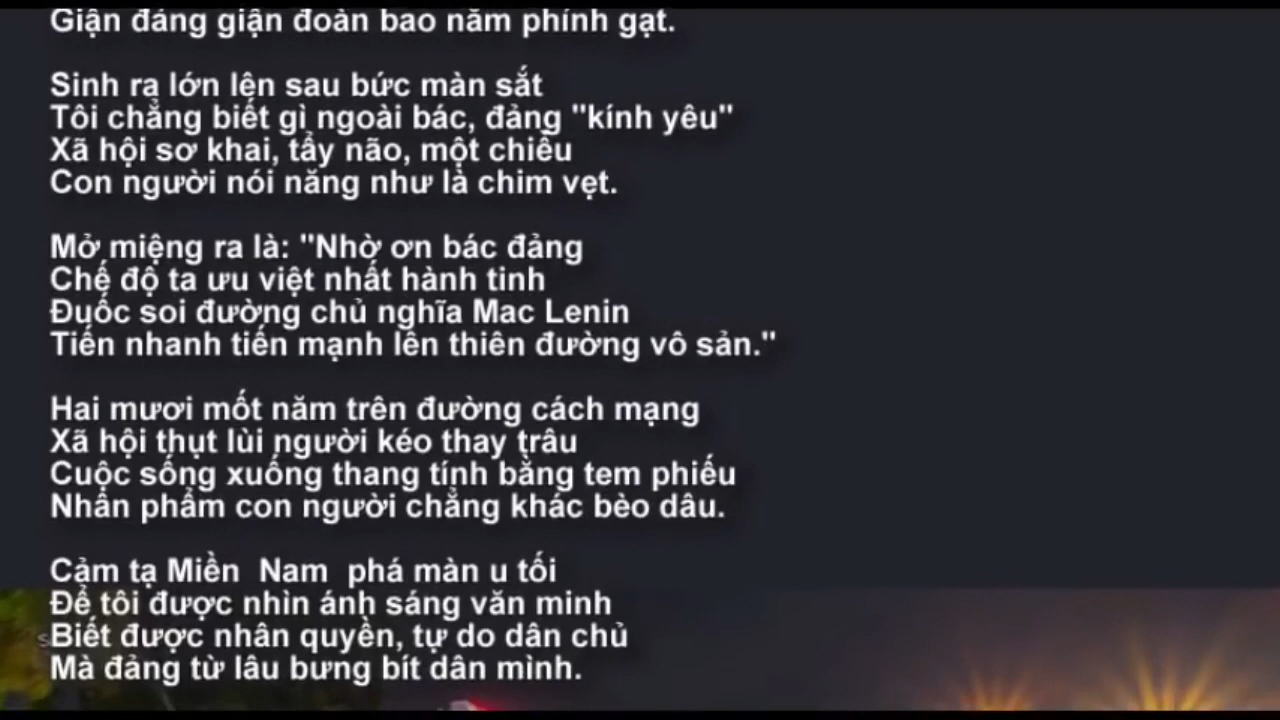 Giận đảng giận đoàn bao năm phỉnh gạt.
Sinh ra lớn lên sau bức màn sắt
Tôi chẳng biết gì ngoài bác, đảng "kính yêu"
Xã hội sơ khai, tẩy não, một chiều
Con người nói năng như là chim vẹt.
Mở miệng ra là: "Nhờ ơn bác đảng
Chế độ ta ưu việt nhất hành tinh
Đuốc soi đường chủ nghĩa Mac Lenin
Tiến nhanh tiến mạnh lên thiên đường vô sản."
Hai mươi mốt năm trên đường cách mạng
Xã hội thụt lùi người kéo thay trâu
Cuộc sống xuống thang tính bằng tem phiếu
Nhân phẩm con người chẳng khác bèo dâu.
Cảm tạ Miền Nam phá màn u tối
Để tôi được nhìn ánh sáng văn minh
Biết được nhân quyền, tự do dân chủ
Mà đảng từ lâu bưng bít dân mình.